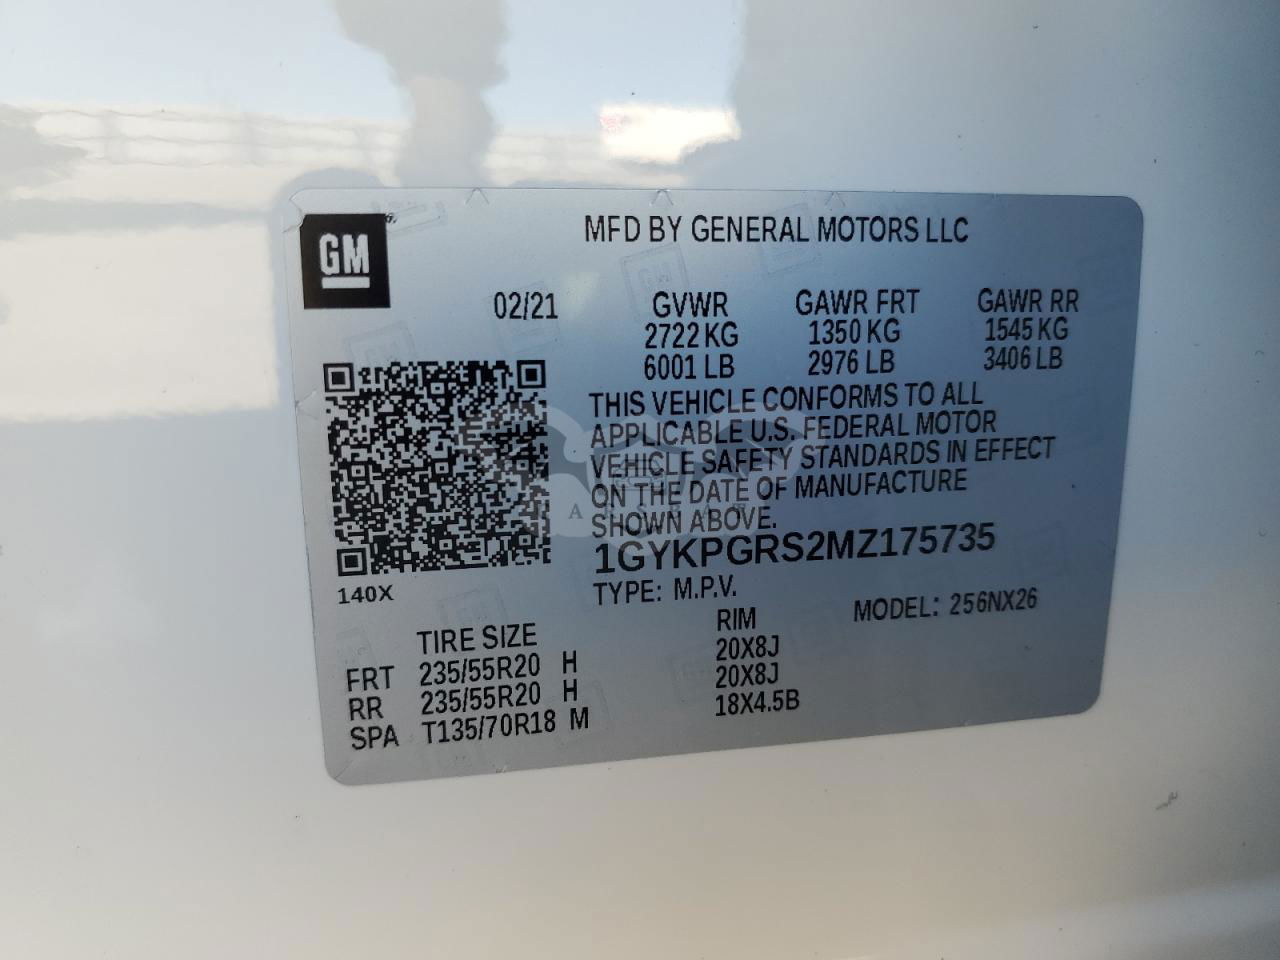 GM
MFD BY GENERAL MOTORS LLC
02/21 GVWR GAWR FRT GAWR RR
2722 KG 1350 KG 1545 KG
6001 LB 2976 LB 3406 LB
THIS VEHICLE CONFORMS TO ALL
APPLICABLE U.S. FEDERAL MOTOR
VEHICLE SAFETY STANDARDS IN EFFECT
ON THE DATE OF MANUFACTURE
SHOWN ABOVE.
1GYKPGRS2MZ175735
140X
TYPE: M.P.V. MODEL: 256NX26
TIRE SIZE RIM
FRT 235/55R20 H 20X8J
RR 235/55R20 H 20X8J
SPA T135/70R18 M 18X4.5B